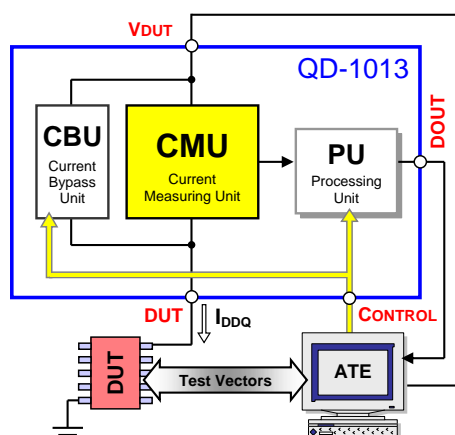 VDUT
QD-1013
CBU
Current
Bypass
Unit
CMU
Current
Measuring Unit
PU
Processing
Unit
DOUT
DUT
IDDQ
CONTROL
DUT
Test Vectors
ATE